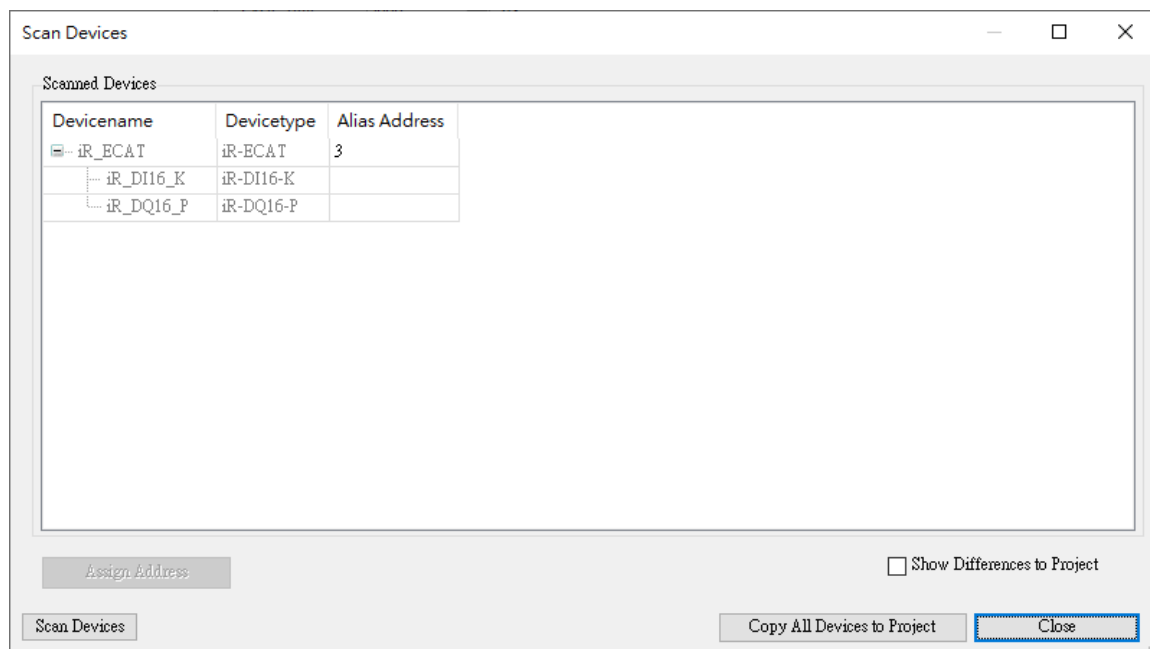 Scan Devices
Scanned Devices
Devicename Devicetype Alias Address
iR_ECAT iR-ECAT 3
iR_DI16_K iR-DI16-K
iR_DQ16_P iR-DQ16-P
Assign Address
Show Differences to Project
Scan Devices Copy All Devices to Project Close